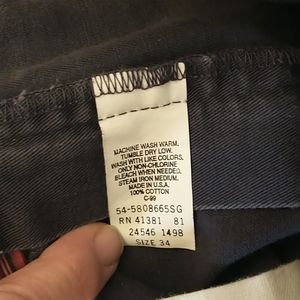 MACHINE WASH WARM.
TUMBLE DRY LOW.
WASH WITH LIKE COLORS.
ONLY NON-CHLORINE
BLEACH WHEN NEEDED.
STEAM IRON MEDIUM.
MADE IN U.S.A.
100% COTTON
C-99
54-5808665SG
RN 41381 81
24546 1498
SIZE 34